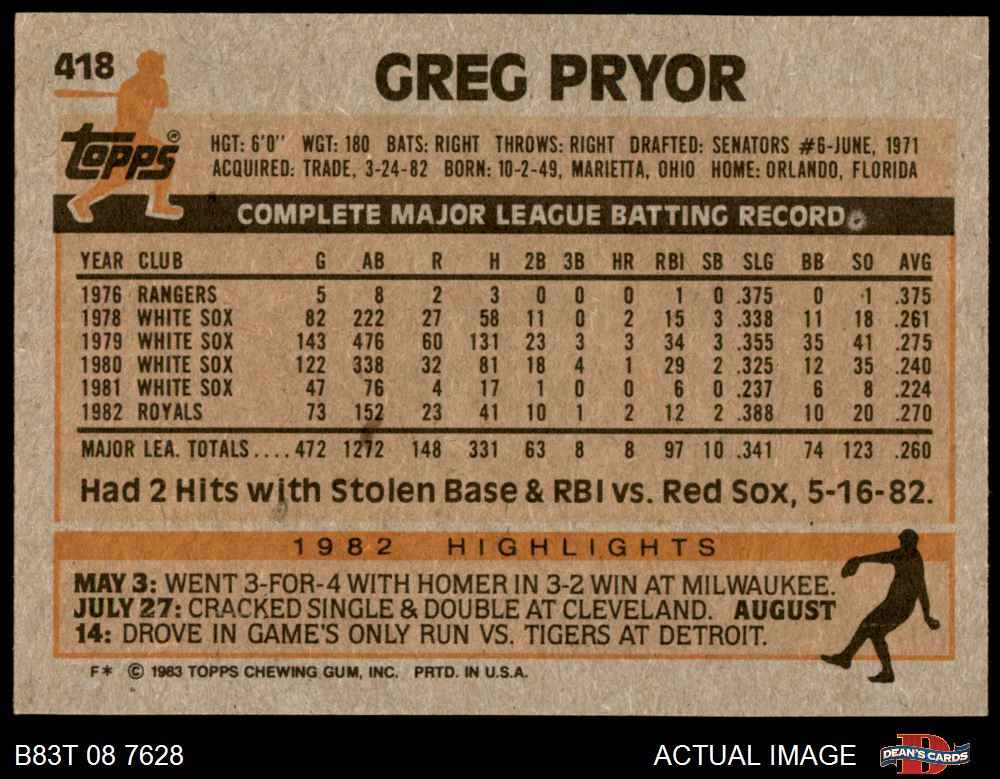 418
GREG PRYOR
Topps®
HGT: 6'0" WGT: 180 BATS: RIGHT THROWS: RIGHT DRAFTED: SENATORS #6-JUNE, 1971
ACQUIRED: TRADE, 3-24-82 BORN: 10-2-49, MARIETTA, OHIO HOME: ORLANDO, FLORIDA
COMPLETE MAJOR LEAGUE BATTING RECORD
YEAR CLUB G AB R H 2B 3B HR RBI SB SLG BB SO AVG
1976 RANGERS 5 8 2 3 0 0 0 1 0 .375 0 1 .375
1978 WHITE SOX 82 222 27 58 11 0 2 15 3 .338 11 18 .261
1979 WHITE SOX 143 476 60 131 23 3 3 34 3 .355 35 41 .275
1980 WHITE SOX 122 338 32 81 18 4 1 29 2 .325 12 35 .240
1981 WHITE SOX 47 76 4 17 1 0 0 6 0 .237 6 8 .224
1982 ROYALS 73 152 23 41 10 1 2 12 2 .388 10 20 .270
MAJOR LEA. TOTALS....472 1272 148 331 63 8 8 97 10 .341 74 123 .260
Had 2 Hits with Stolen Base & RBI vs. Red Sox, 5-16-82.
1982 HIGHLIGHTS
MAY 3: WENT 3-FOR-4 WITH HOMER IN 3-2 WIN AT MILWAUKEE.
JULY 27: CRACKED SINGLE & DOUBLE AT CLEVELAND. AUGUST
14: DROVE IN GAME'S ONLY RUN VS. TIGERS AT DETROIT.
F* © 1983 TOPPS CHEWING GUM, INC. PRTD. IN U.S.A.
B83T 08 7628
ACTUAL IMAGE
DEAN'S CARDS